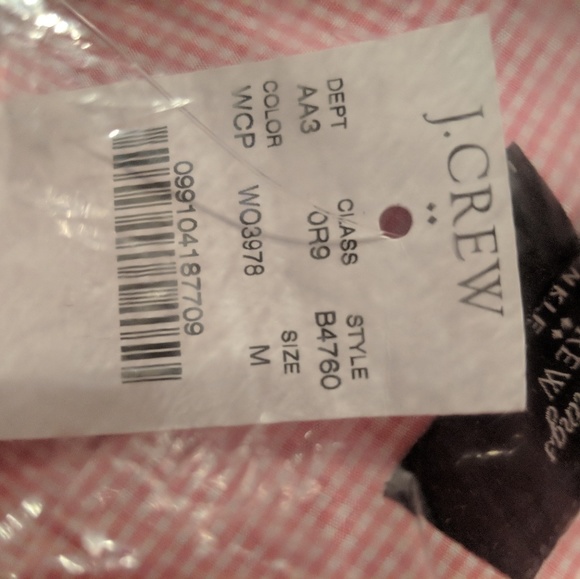 J.CREW
DEPT CLASS STYLE
AA3 0R9 B4760
COLOR SIZE
WCP WO3978 M
099104187709